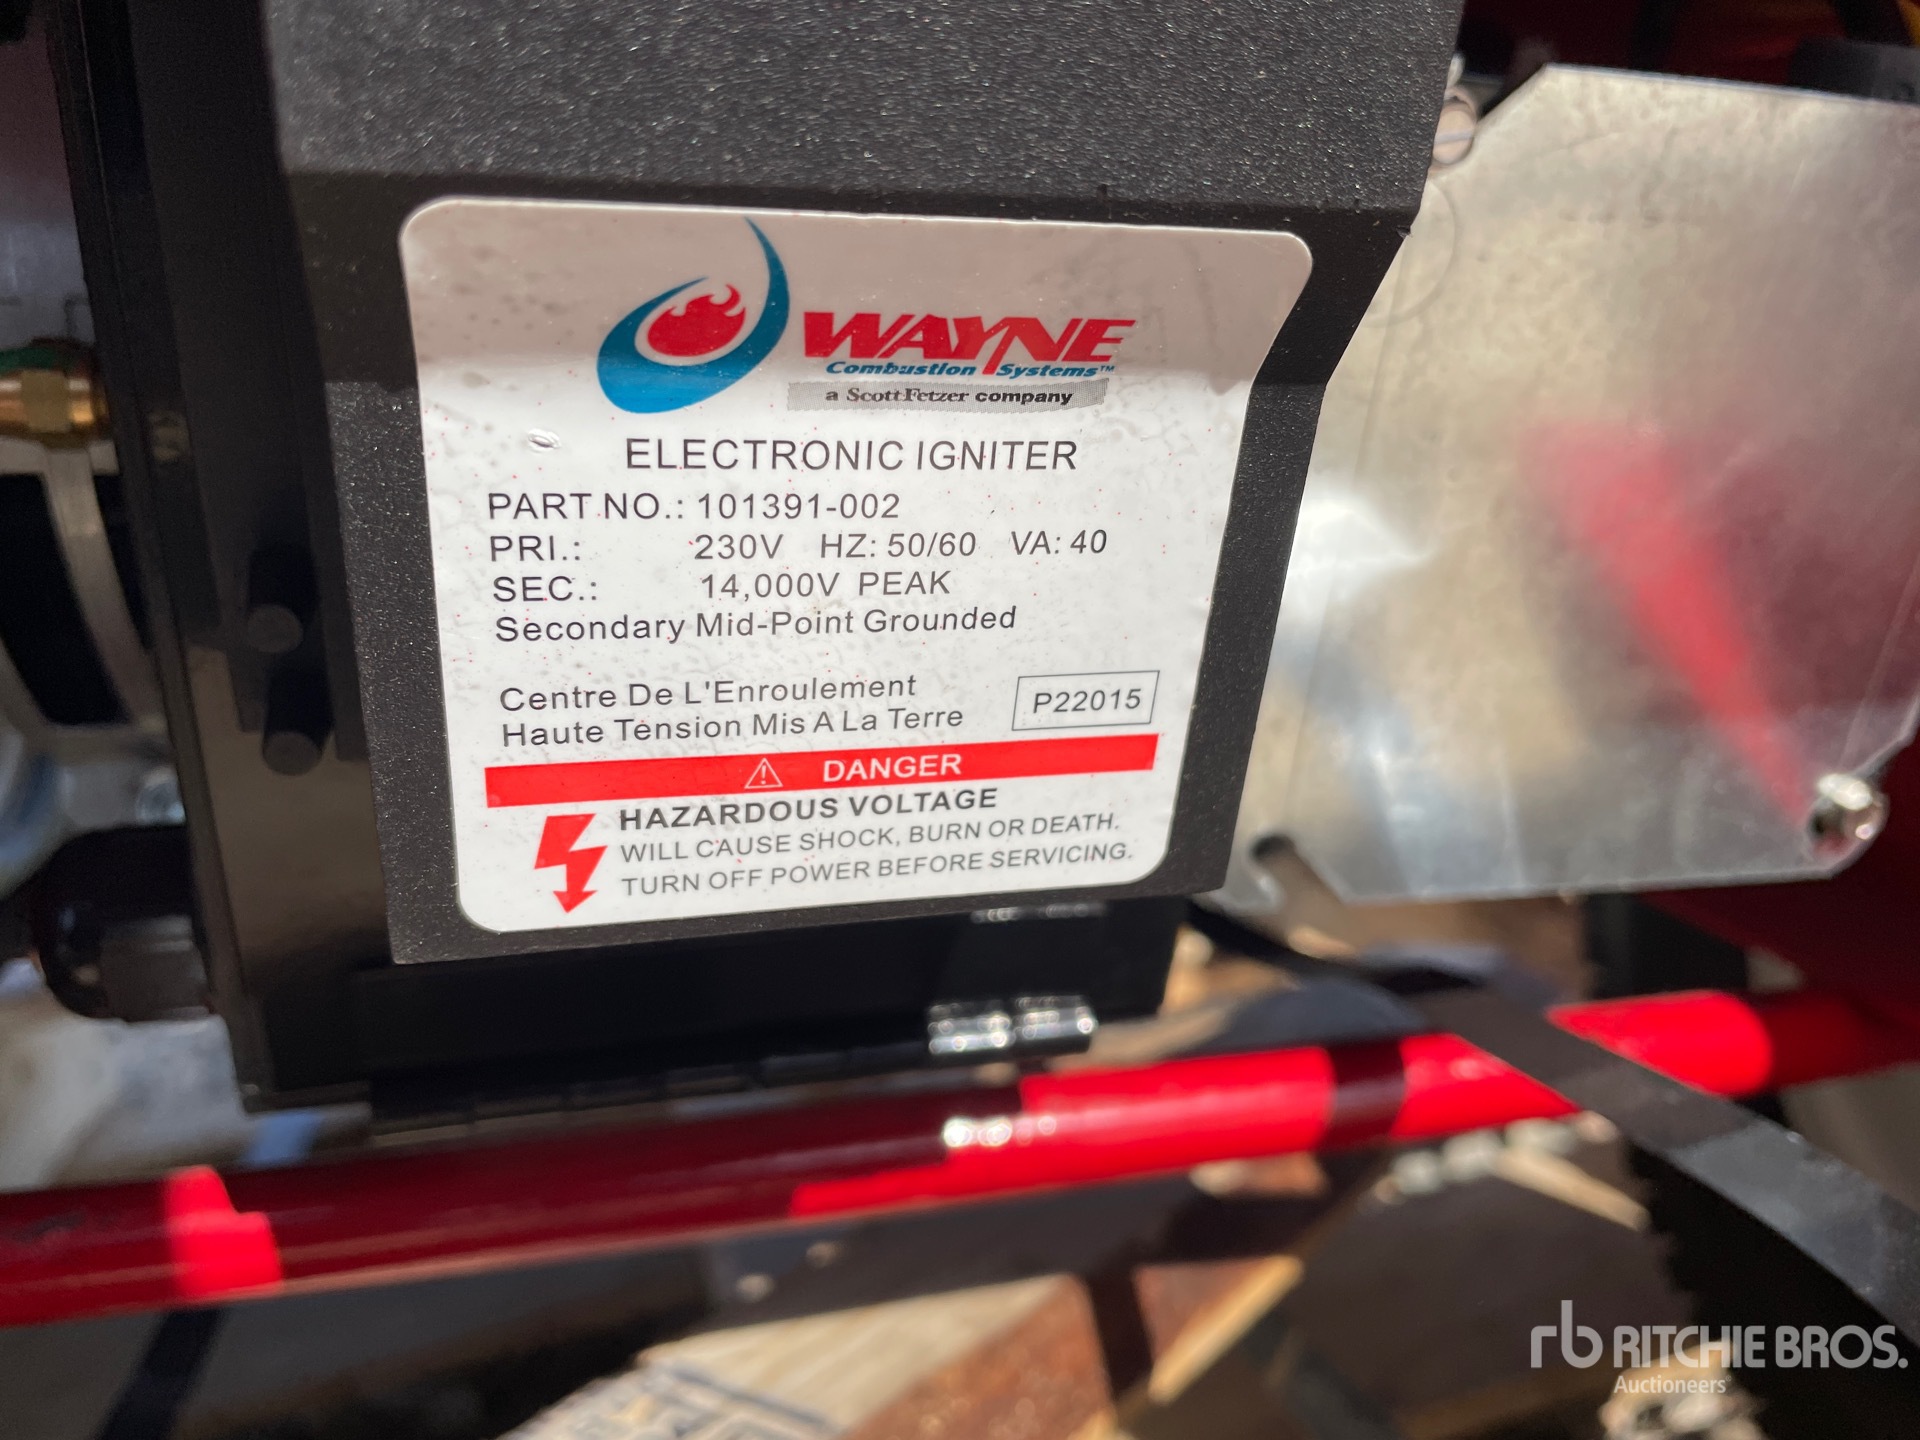 WAYNE
Combustion Systems™
a ScottFetzer company
ELECTRONIC IGNITER
PART NO.: 101391-002
PRI.: 230V HZ: 50/60 VA: 40
SEC.: 14,000V PEAK
Secondary Mid-Point Grounded
Centre De L'Enroulement
Haute Tension Mis A La Terre
P22015
DANGER
HAZARDOUS VOLTAGE
WILL CAUSE SHOCK, BURN OR DEATH.
TURN OFF POWER BEFORE SERVICING.
rb RITCHIE BROS.
Auctioneers